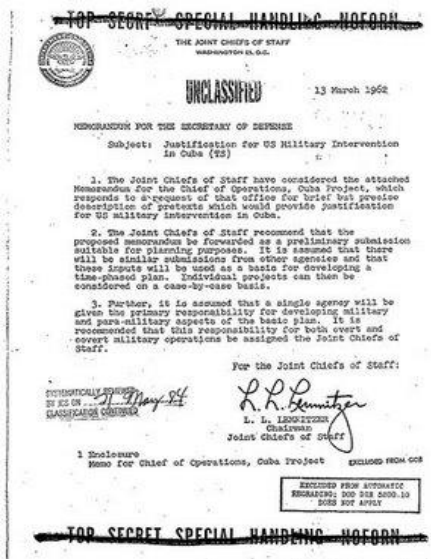 TOP SECRET SPECIAL HANDLING NOFORN
THE JOINT CHIEFS OF STAFF
WASHINGTON 25, D.C.
UNCLASSIFIED
13 March 1962
MEMORANDUM FOR THE SECRETARY OF DEFENSE
Subject: Justification for US Military Intervention
in Cuba (TS)
1. The Joint Chiefs of Staff have considered the attached
Memorandum for the Chief of Operations, Cuba Project, which
responds to a request of that office for brief but precise
description of pretexts which would provide justification
for US military intervention in Cuba.
2. The Joint Chiefs of Staff recommend that the
proposed memorandum be forwarded as a preliminary submission
suitable for planning purposes. It is assumed that there
will be similar submissions from other agencies and that
these inputs will be used as a basis for developing a
time-phased plan. Individual projects can then be
considered on a case-by-case basis.
3. Further, it is assumed that a single agency will be
given the primary responsibility for developing military
and para-military aspects of the basic plan. It is
recommended that this responsibility for both overt and
covert military operations be assigned the Joint Chiefs of
Staff.
For the Joint Chiefs of Staff:
SYSTEMATICALLY REVIEWED
BY JCS ON 21 May 84
CLASSIFICATION CONTINUED
L. L. Lemnitzer
L. L. LEMNITZER
Chairman
Joint Chiefs of Staff
1 Enclosure
Memo for Chief of Operations, Cuba Project
EXCLUDED FROM GDS
EXCLUDED FROM AUTOMATIC
REGRADING; DOD DIR 5200.10
DOES NOT APPLY
TOP SECRET SPECIAL HANDLING NOFORN